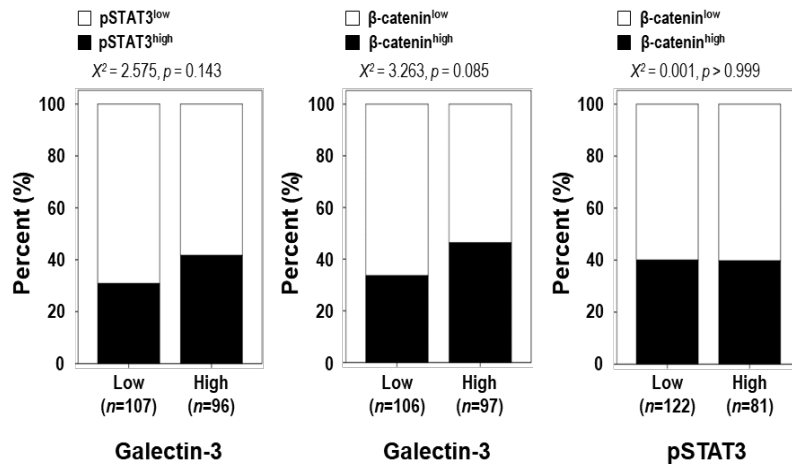 pSTAT3low
pSTAT3high
X² = 2.575, p = 0.143
Percent (%)
100
80
60
40
20
0
Low
(n=107)
High
(n=96)
Galectin-3
β-cateninlow
β-cateninhigh
X² = 3.263, p = 0.085
Percent (%)
100
80
60
40
20
0
Low
(n=106)
High
(n=97)
Galectin-3
β-cateninlow
β-cateninhigh
X² = 0.001, p > 0.999
Percent (%)
100
80
60
40
20
0
Low
(n=122)
High
(n=81)
pSTAT3